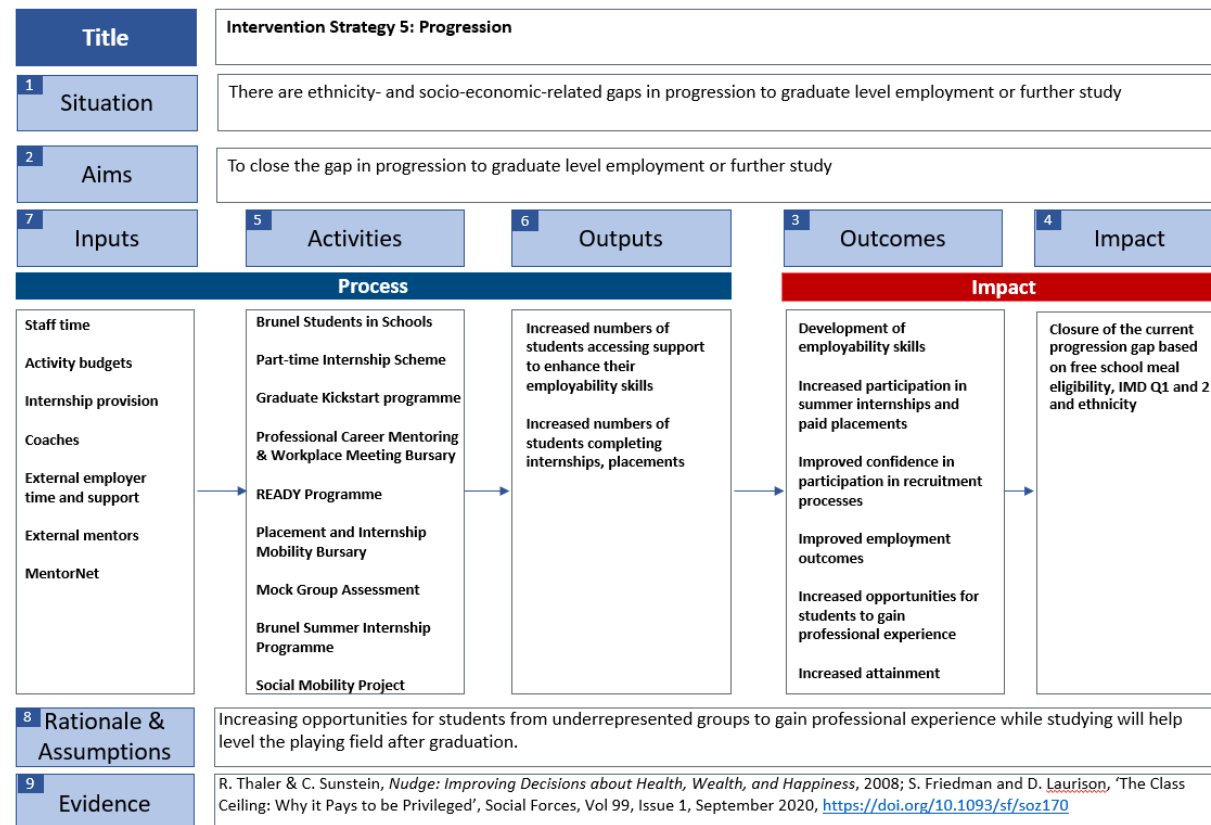 Title
Intervention Strategy 5: Progression
1
Situation
There are ethnicity- and socio-economic-related gaps in progression to graduate level employment or further study
2
Aims
To close the gap in progression to graduate level employment or further study
7
Inputs
5
Activities
6
Outputs
3
Outcomes
4
Impact
Process
Impact
Staff time
Activity budgets
Internship provision
Coaches
External employer
time and support
External mentors
MentorNet
Brunel Students in Schools
Part-time Internship Scheme
Graduate Kickstart programme
Professional Career Mentoring
& Workplace Meeting Bursary
READY Programme
Placement and Internship
Mobility Bursary
Mock Group Assessment
Brunel Summer Internship
Programme
Social Mobility Project
Increased numbers of
students accessing support
to enhance their
employability skills
Increased numbers of
students completing
internships, placements
Development of
employability skills
Increased participation in
summer internships and
paid placements
Improved confidence in
participation in recruitment
processes
Improved employment
outcomes
Increased opportunities for
students to gain
professional experience
Increased attainment
Closure of the current
progression gap based
on free school meal
eligibility, IMD Q1 and 2
and ethnicity
8
Rationale &
Assumptions
Increasing opportunities for students from underrepresented groups to gain professional experience while studying will help
level the playing field after graduation.
9
Evidence
R. Thaler & C. Sunstein, Nudge: Improving Decisions about Health, Wealth, and Happiness, 2008; S. Friedman and D. Laurison, ‘The Class
Ceiling: Why it Pays to be Privileged’, Social Forces, Vol 99, Issue 1, September 2020, https://doi.org/10.1093/sf/soz170